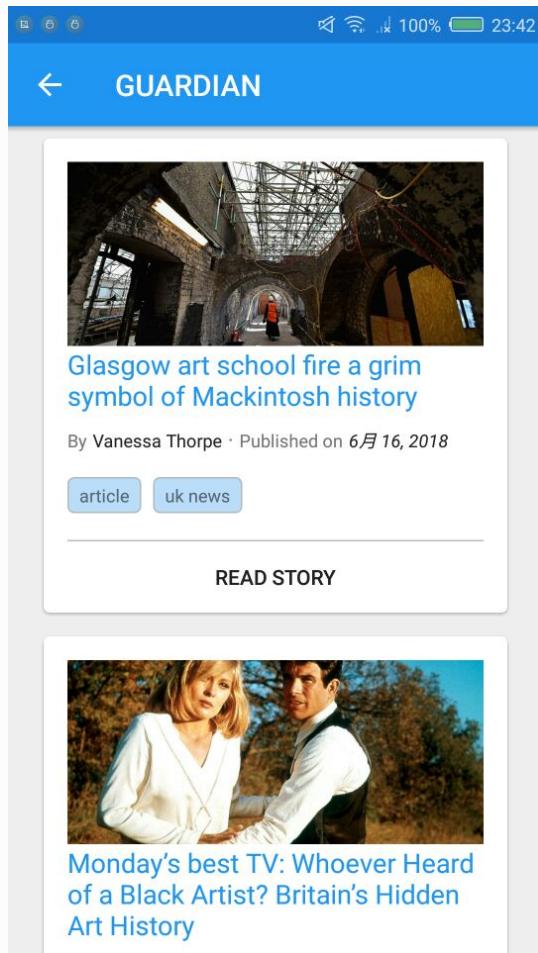 100% 23:42
GUARDIAN
Glasgow art school fire a grim
symbol of Mackintosh history
By Vanessa Thorpe · Published on 6月 16, 2018
article uk news
READ STORY
Monday's best TV: Whoever Heard
of a Black Artist? Britain's Hidden
Art History